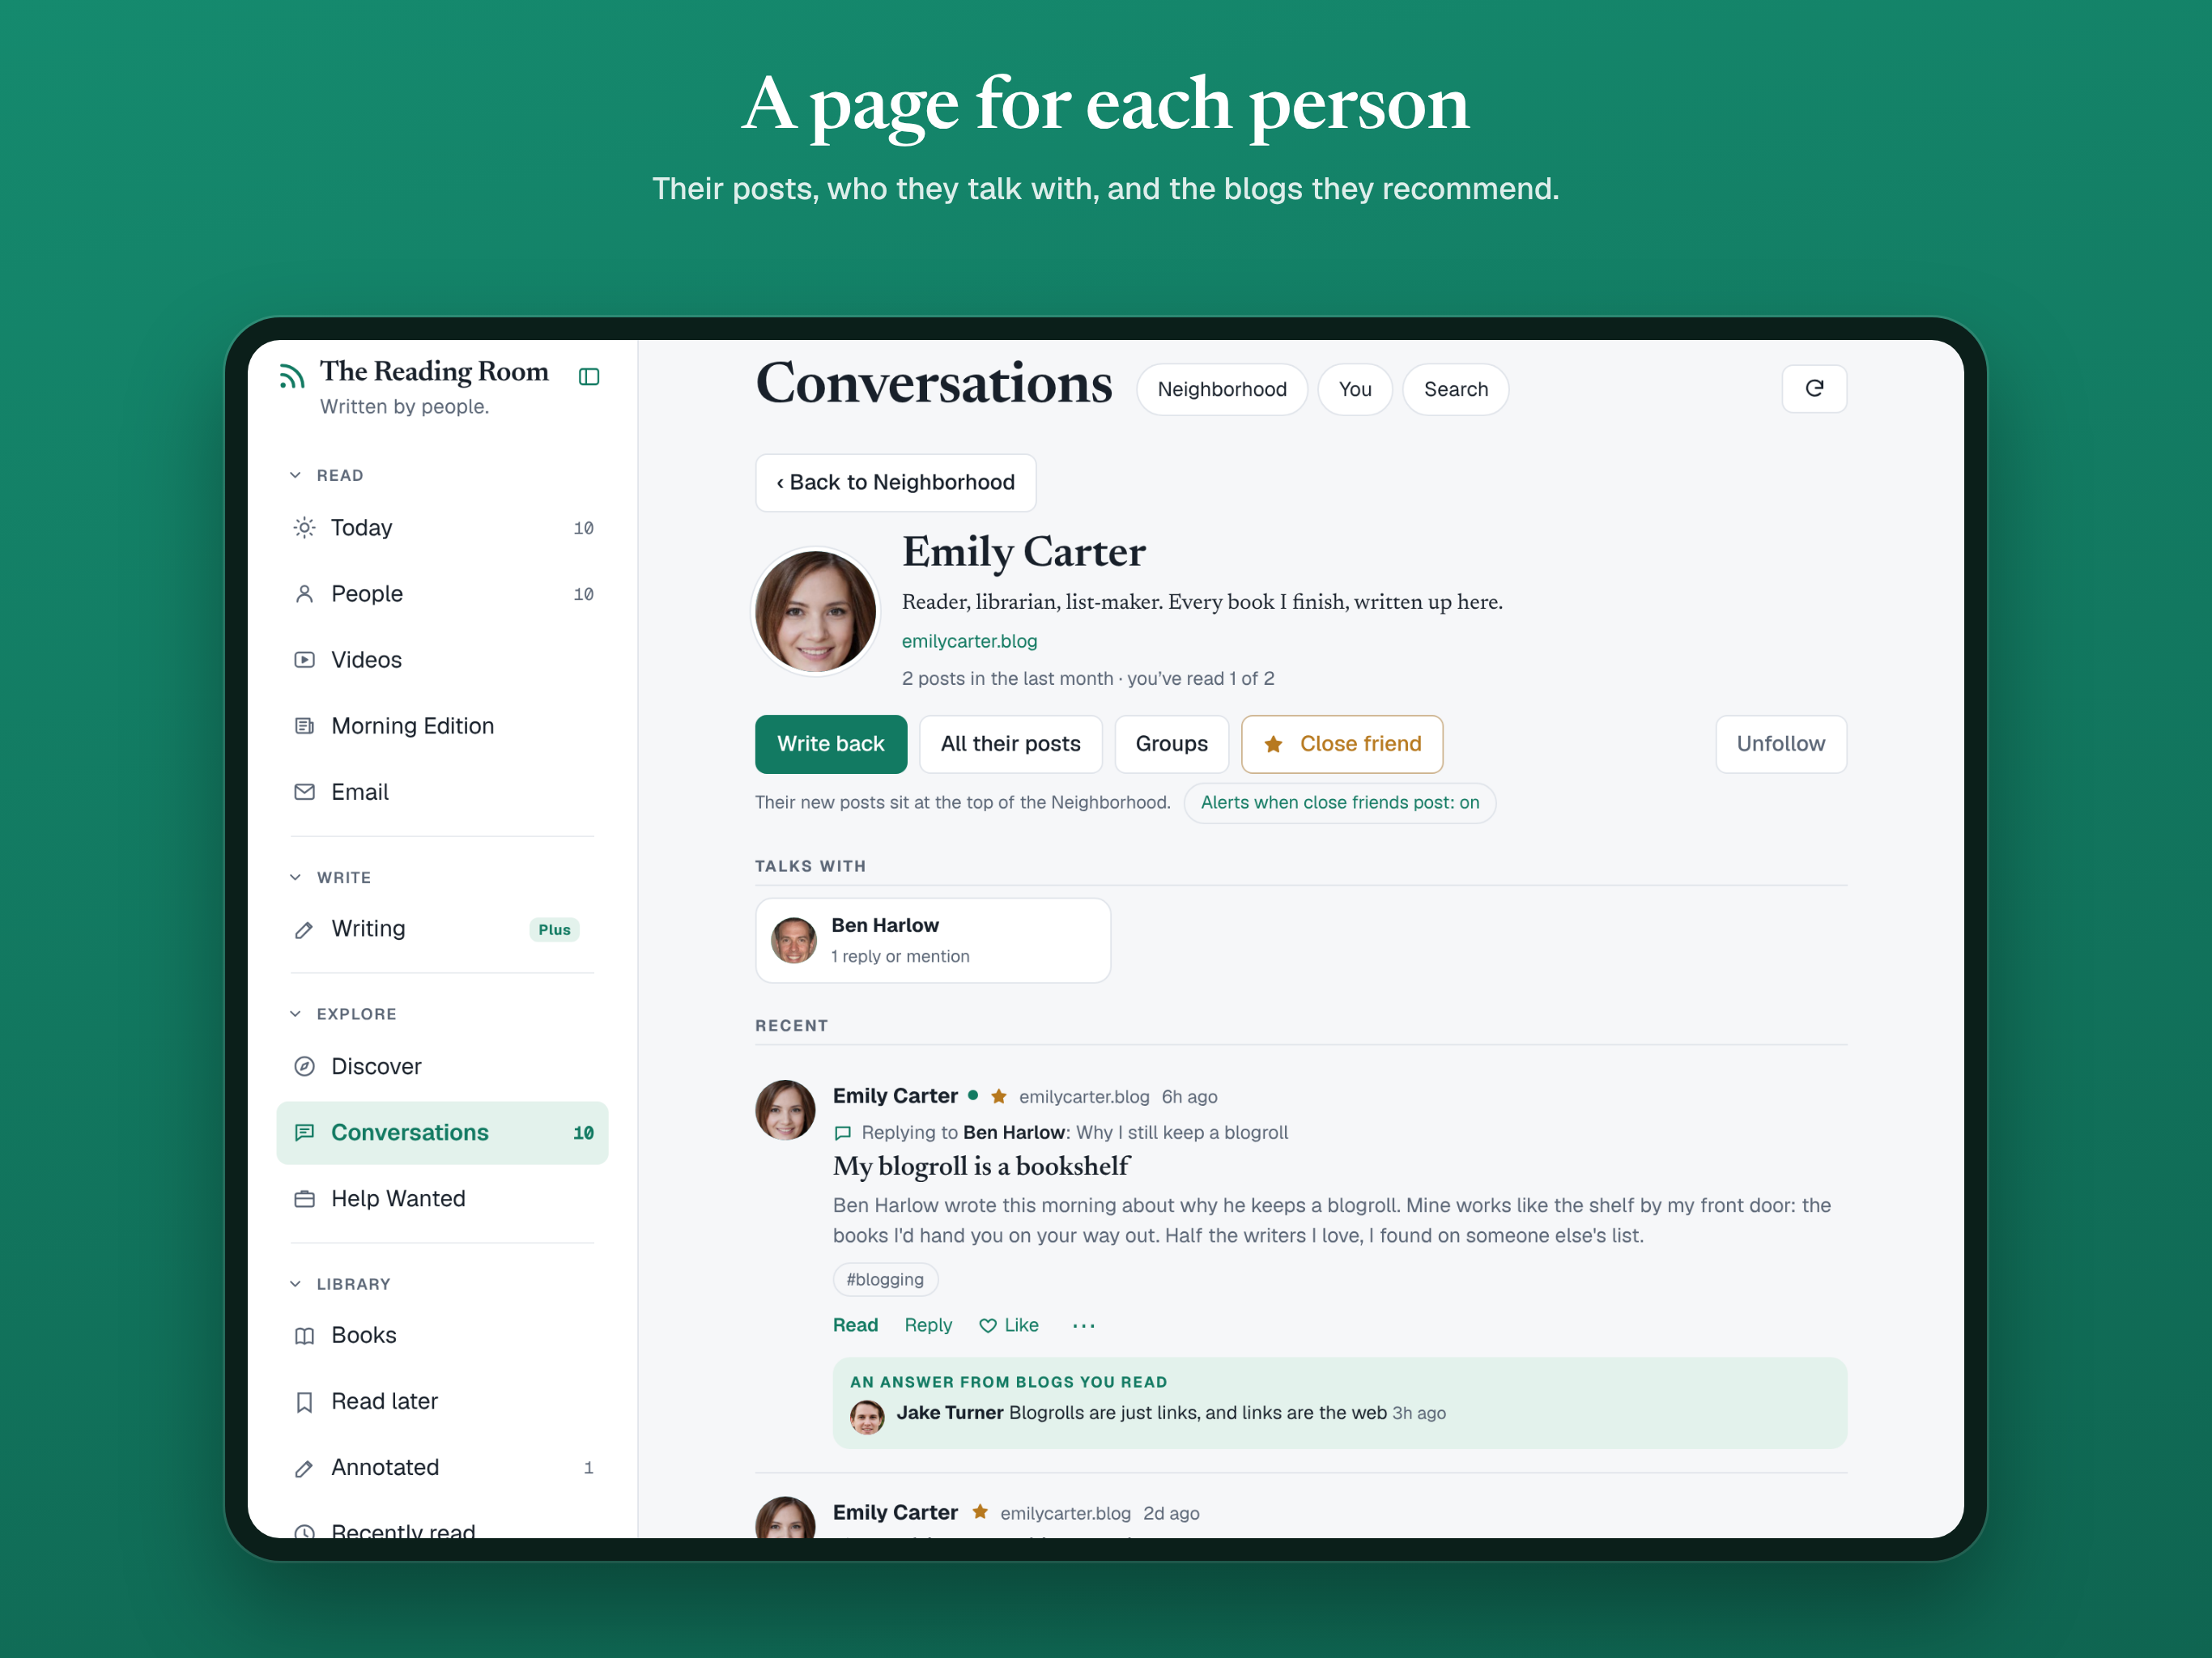 A page for each person
Their posts, who they talk with, and the blogs they recommend.
The Reading Room
Written by people.
READ
Today 10
People 10
Videos
Morning Edition
Email
WRITE
Writing Plus
EXPLORE
Discover
Conversations 10
Help Wanted
LIBRARY
Books
Read later
Annotated 1
Recently read
Conversations Neighborhood You Search
‹ Back to Neighborhood
Emily Carter
Reader, librarian, list-maker. Every book I finish, written up here.
emilycarter.blog
2 posts in the last month · you’ve read 1 of 2
Write back All their posts Groups Close friend Unfollow
Their new posts sit at the top of the Neighborhood. Alerts when close friends post: on
TALKS WITH
Ben Harlow
1 reply or mention
RECENT
Emily Carter emilycarter.blog 6h ago
Replying to Ben Harlow: Why I still keep a blogroll
My blogroll is a bookshelf
Ben Harlow wrote this morning about why he keeps a blogroll. Mine works like the shelf by my front door: the
books I'd hand you on your way out. Half the writers I love, I found on someone else's list.
#blogging
Read Reply Like ···
AN ANSWER FROM BLOGS YOU READ
Jake Turner Blogrolls are just links, and links are the web 3h ago
Emily Carter emilycarter.blog 2d ago